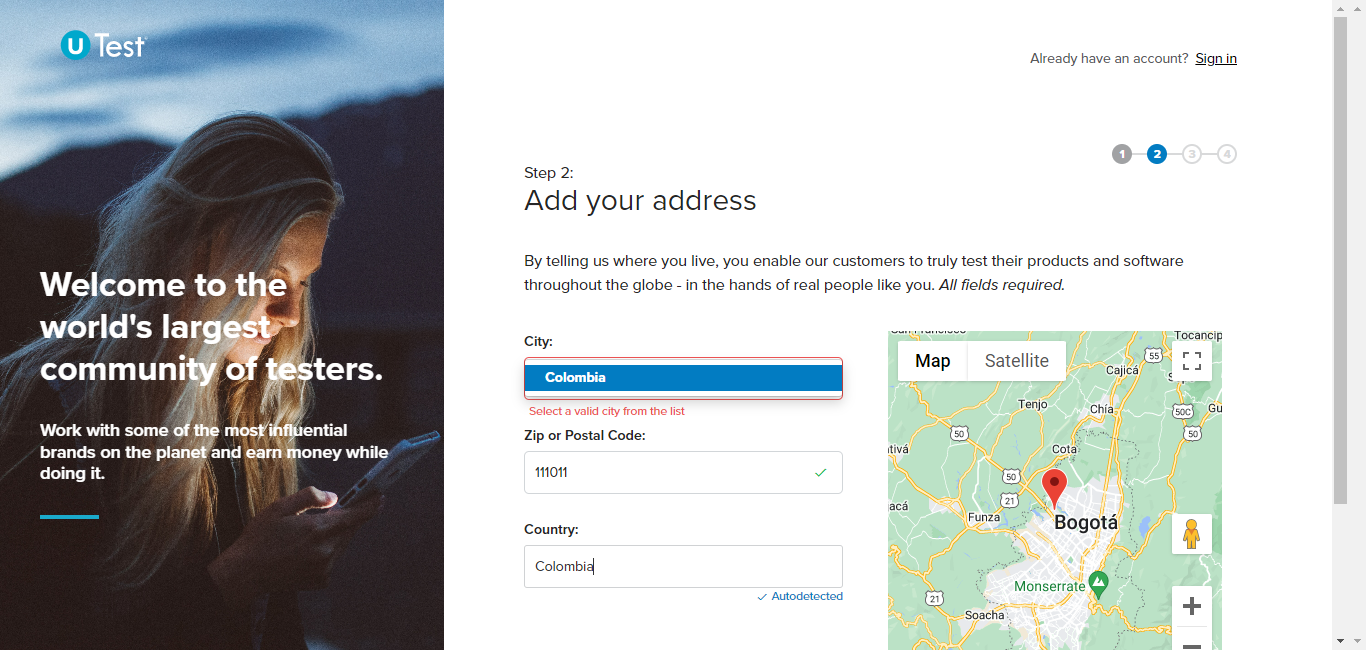 U Test
Already have an account? Sign in
1 2 3 4
Step 2:
Add your address
Welcome to the
world's largest
community of testers.
Work with some of the most influential
brands on the planet and earn money while
doing it.
By telling us where you live, you enable our customers to truly test their products and software
throughout the globe - in the hands of real people like you. All fields required.
City:
Colombia
Select a valid city from the list
Zip or Postal Code:
111011
Country:
Colombia
Autodetected
San Francisco
Tocancip
Map Satellite
55
Cajicá
S
Tenjo
Chía
50C
Gu
50
50
tivá
Cota
50
21
acá
Funza
Bogotá
Monserrate
21
Soacha